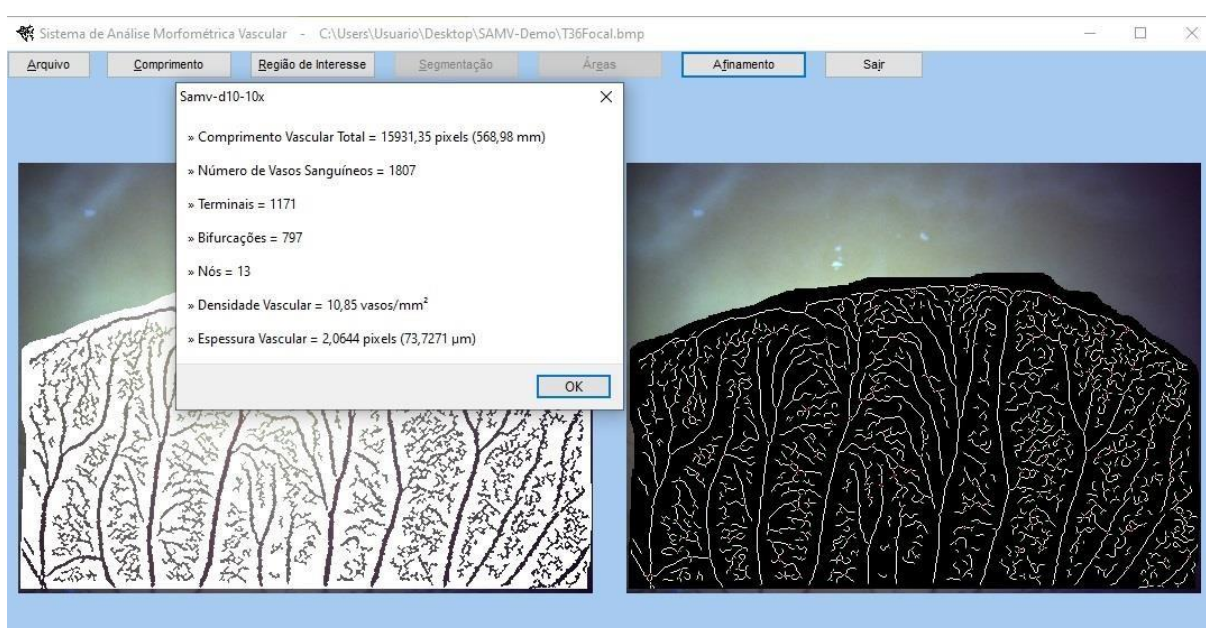 Sistema de Análise Morfométrica Vascular - C:\Users\Usuario\Desktop\SAMV-Demo\T36Focal.bmp
Arquivo Comprimento Região de Interesse Segmentação Áreas Afinamento Sair
Samv-d10-10x
» Comprimento Vascular Total = 15931,35 pixels (568,98 mm)
» Número de Vasos Sanguíneos = 1807
» Terminais = 1171
» Bifurcações = 797
» Nós = 13
» Densidade Vascular = 10,85 vasos/mm²
» Espessura Vascular = 2,0644 pixels (73,7271 µm)
OK